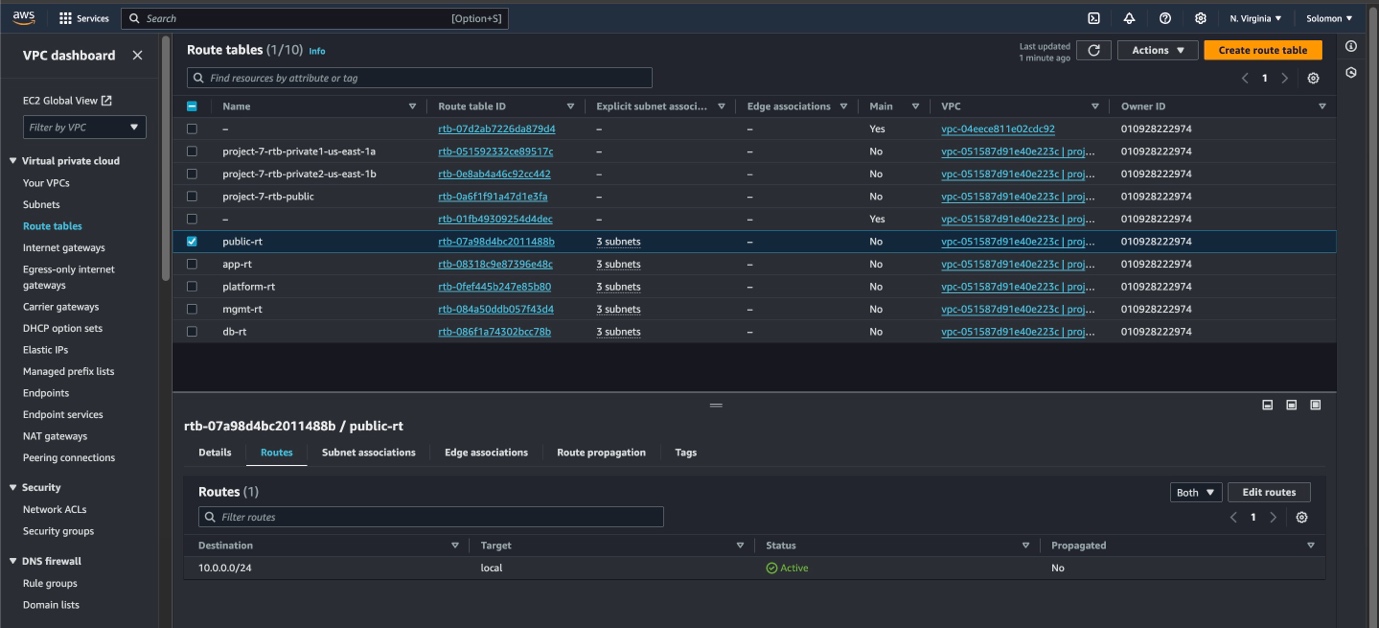 aws Services Search [Option+S] N. Virginia Solomon
VPC dashboard
EC2 Global View
Filter by VPC
Virtual private cloud
Your VPCs
Subnets
Route tables
Internet gateways
Egress-only internet
gateways
Carrier gateways
DHCP option sets
Elastic IPs
Managed prefix lists
Endpoints
Endpoint services
NAT gateways
Peering connections
Security
Network ACLs
Security groups
DNS firewall
Rule groups
Domain lists
Route tables (1/10) Info
Last updated
1 minute ago
Actions
Create route table
Find resources by attribute or tag
1
Name Route table ID Explicit subnet associ... Edge associations Main VPC Owner ID
– rtb-07d2ab7226da879d4 – – Yes vpc-04eece811e02cdc92 010928222974
project-7-rtb-private1-us-east-1a rtb-051592332ce89517c – – No vpc-051587d91e40e223c | proj... 010928222974
project-7-rtb-private2-us-east-1b rtb-0e8ab4a46c92cc442 – – No vpc-051587d91e40e223c | proj... 010928222974
project-7-rtb-public rtb-0a6f1f91a47d1e3fa – – No vpc-051587d91e40e223c | proj... 010928222974
– rtb-01fb49309254d4dec – – Yes vpc-051587d91e40e223c | proj... 010928222974
public-rt rtb-07a98d4bc2011488b 3 subnets – No vpc-051587d91e40e223c | proj... 010928222974
app-rt rtb-08318c9e87396e48c 3 subnets – No vpc-051587d91e40e223c | proj... 010928222974
platform-rt rtb-0fef445b247e85b80 3 subnets – No vpc-051587d91e40e223c | proj... 010928222974
mgmt-rt rtb-084a50ddb057f43d4 3 subnets – No vpc-051587d91e40e223c | proj... 010928222974
db-rt rtb-086f1a74302bcc78b 3 subnets – No vpc-051587d91e40e223c | proj... 010928222974
rtb-07a98d4bc2011488b / public-rt
Details Routes Subnet associations Edge associations Route propagation Tags
Routes (1)
Both Edit routes
Filter routes
1
Destination Target Status Propagated
10.0.0.0/24 local Active No